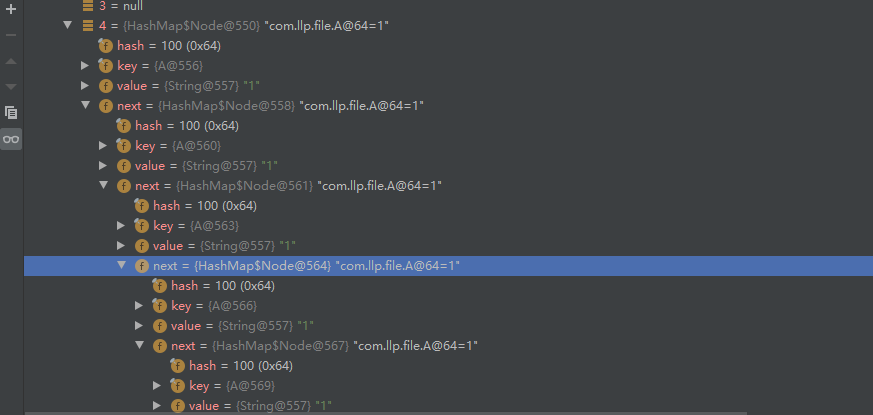 3 = null
4 = {HashMap$Node@550} "com.llp.file.A@64=1"
f hash = 100 (0x64)
f key = {A@556}
f value = {String@557} "1"
f next = {HashMap$Node@558} "com.llp.file.A@64=1"
f hash = 100 (0x64)
f key = {A@560}
f value = {String@557} "1"
f next = {HashMap$Node@561} "com.llp.file.A@64=1"
f hash = 100 (0x64)
f key = {A@563}
f value = {String@557} "1"
f next = {HashMap$Node@564} "com.llp.file.A@64=1"
f hash = 100 (0x64)
f key = {A@566}
f value = {String@557} "1"
f next = {HashMap$Node@567} "com.llp.file.A@64=1"
f hash = 100 (0x64)
f key = {A@569}
f value = {String@557} "1"